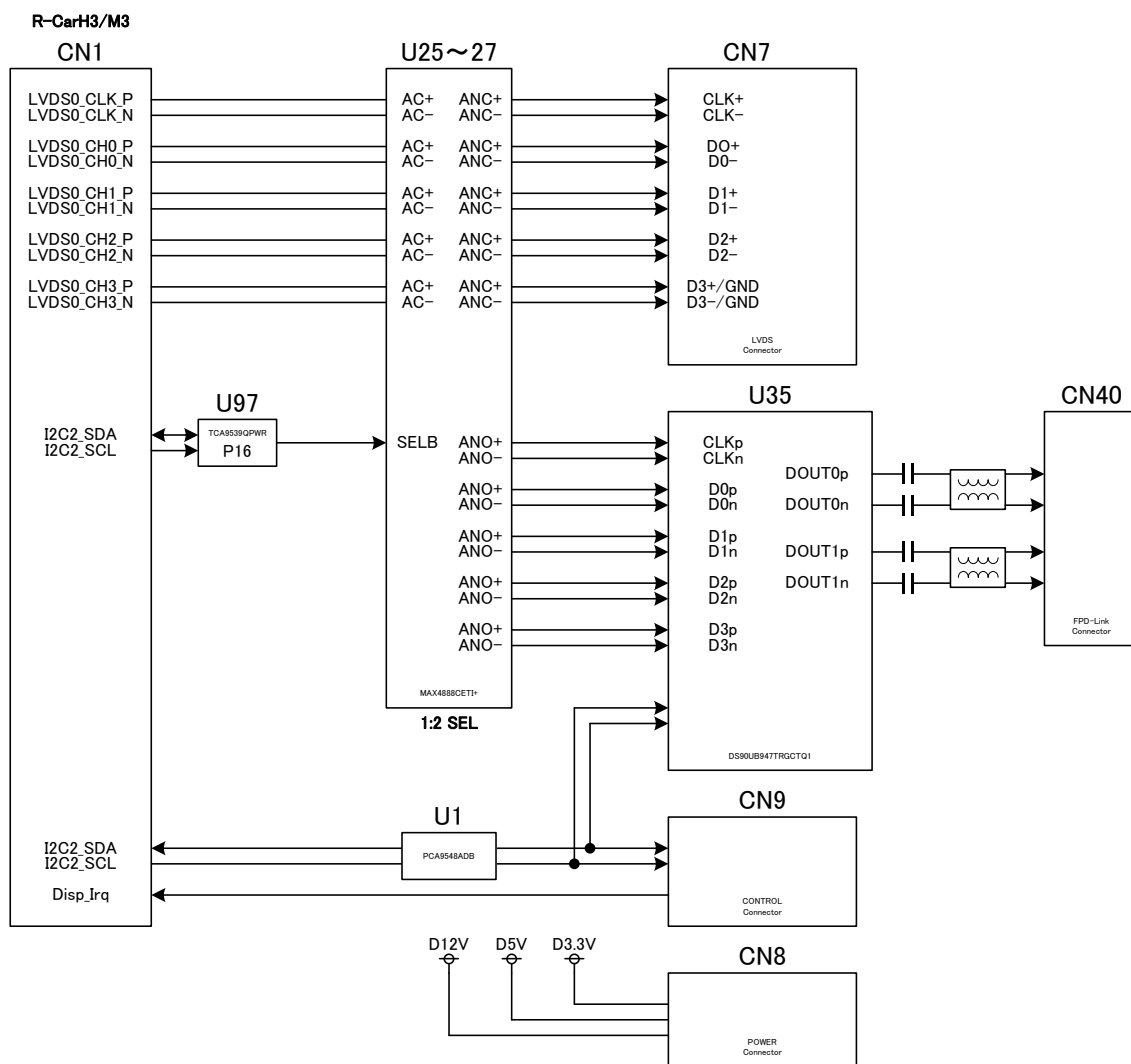 R-CarH3/M3
CN1
U25～27
CN7
LVDS0_CLK_P
LVDS0_CLK_N
AC+
AC-
ANC+
ANC-
CLK+
CLK-
LVDS0_CH0_P
LVDS0_CH0_N
AC+
AC-
ANC+
ANC-
DO+
D0-
LVDS0_CH1_P
LVDS0_CH1_N
AC+
AC-
ANC+
ANC-
D1+
D1-
LVDS0_CH2_P
LVDS0_CH2_N
AC+
AC-
ANC+
ANC-
D2+
D2-
LVDS0_CH3_P
LVDS0_CH3_N
AC+
AC-
ANC+
ANC-
D3+/GND
D3-/GND
LVDS
Connector
U97
U35
CN40
I2C2_SDA
I2C2_SCL
TCA9539QPWR
P16
SELB
ANO+
ANO-
CLKp
CLKn
ANO+
ANO-
D0p
D0n
ANO+
ANO-
D1p
D1n
ANO+
ANO-
D2p
D2n
ANO+
ANO-
D3p
D3n
DOUT0p
DOUT0n
DOUT1p
DOUT1n
FPD-Link
Connector
MAX4888CETI+
1:2 SEL
DS90UB947TRGCTQ1
U1
CN9
I2C2_SDA
I2C2_SCL
PCA9548ADB
Disp_Irq
CONTROL
Connector
D12V
D5V
D3.3V
CN8
POWER
Connector